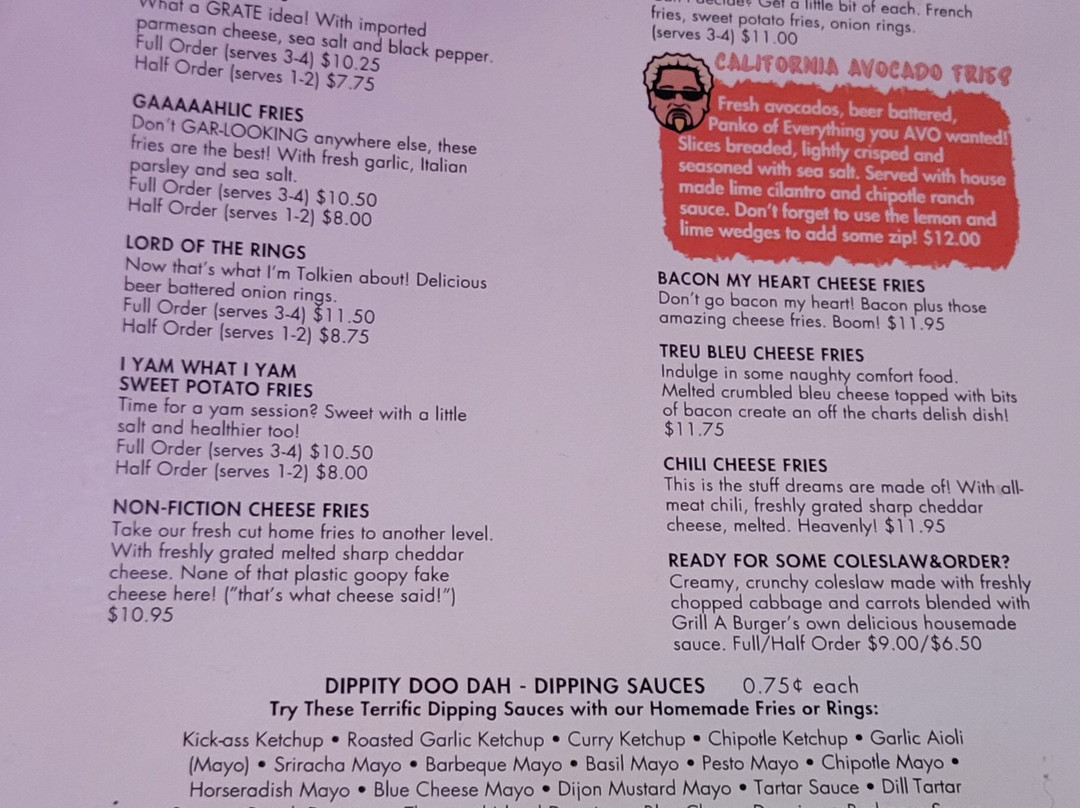 What a GRATE idea! With imported
parmesan cheese, sea salt and black pepper.
Full Order (serves 3-4) $10.25
Half Order (serves 1-2) $7.75
GAAAAAHLIC FRIES
Don't GAR-LOOKING anywhere else, these
fries are the best! With fresh garlic, Italian
parsley and sea salt.
Full Order (serves 3-4) $10.50
Half Order (serves 1-2) $8.00
LORD OF THE RINGS
Now that's what I'm Tolkien about! Delicious
beer battered onion rings.
Full Order (serves 3-4) $11.50
Half Order (serves 1-2) $8.75
I YAM WHAT I YAM
SWEET POTATO FRIES
Time for a yam session? Sweet with a little
salt and healthier too!
Full Order (serves 3-4) $10.50
Half Order (serves 1-2) $8.00
NON-FICTION CHEESE FRIES
Take our fresh cut home fries to another level.
With freshly grated melted sharp cheddar
cheese. None of that plastic goopy fake
cheese here! ("that's what cheese said!")
$10.95
Can't decide? Get a little bit of each. French
fries, sweet potato fries, onion rings.
(serves 3-4) $11.00
CALIFORNIA AVOCADO FRIES
Fresh avocados, beer battered,
Panko of Everything you AVO wanted!
Slices breaded, lightly crisped and
seasoned with sea salt. Served with house
made lime cilantro and chipotle ranch
sauce. Don't forget to use the lemon and
lime wedges to add some zip! $12.00
BACON MY HEART CHEESE FRIES
Don't go bacon my heart! Bacon plus those
amazing cheese fries. Boom! $11.95
TREU BLEU CHEESE FRIES
Indulge in some naughty comfort food.
Melted crumbled bleu cheese topped with bits
of bacon create an off the charts delish dish!
$11.75
CHILI CHEESE FRIES
This is the stuff dreams are made of! With all-
meat chili, freshly grated sharp cheddar
cheese, melted. Heavenly! $11.95
READY FOR SOME COLESLAW&ORDER?
Creamy, crunchy coleslaw made with freshly
chopped cabbage and carrots blended with
Grill A Burger's own delicious housemade
sauce. Full/Half Order $9.00/$6.50
DIPPITY DOO DAH - DIPPING SAUCES 0.75¢ each
Try These Terrific Dipping Sauces with our Homemade Fries or Rings:
Kick-ass Ketchup • Roasted Garlic Ketchup • Curry Ketchup • Chipotle Ketchup • Garlic Aioli
(Mayo) • Sriracha Mayo • Barbeque Mayo • Basil Mayo • Pesto Mayo • Chipotle Mayo •
Horseradish Mayo • Blue Cheese Mayo • Dijon Mustard Mayo • Tartar Sauce • Dill Tartar